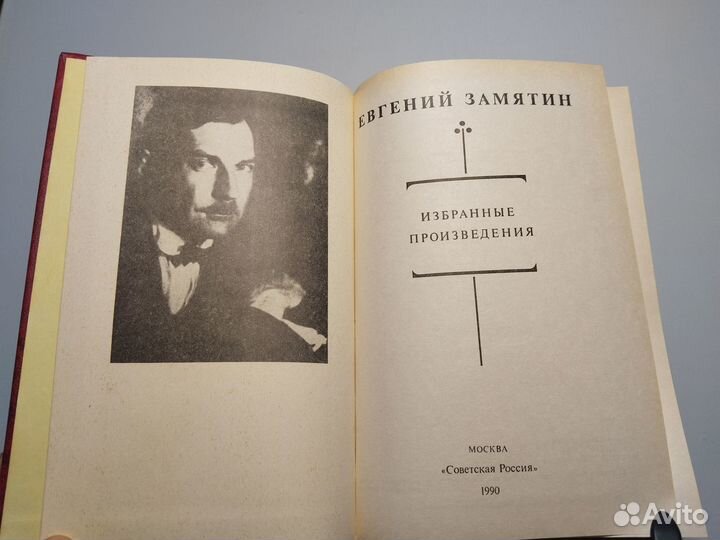 ЕВГЕНИЙ ЗАМЯТИН
ИЗБРАННЫЕ
ПРОИЗВЕДЕНИЯ
МОСКВА
«Советская Россия»
1990
Avito